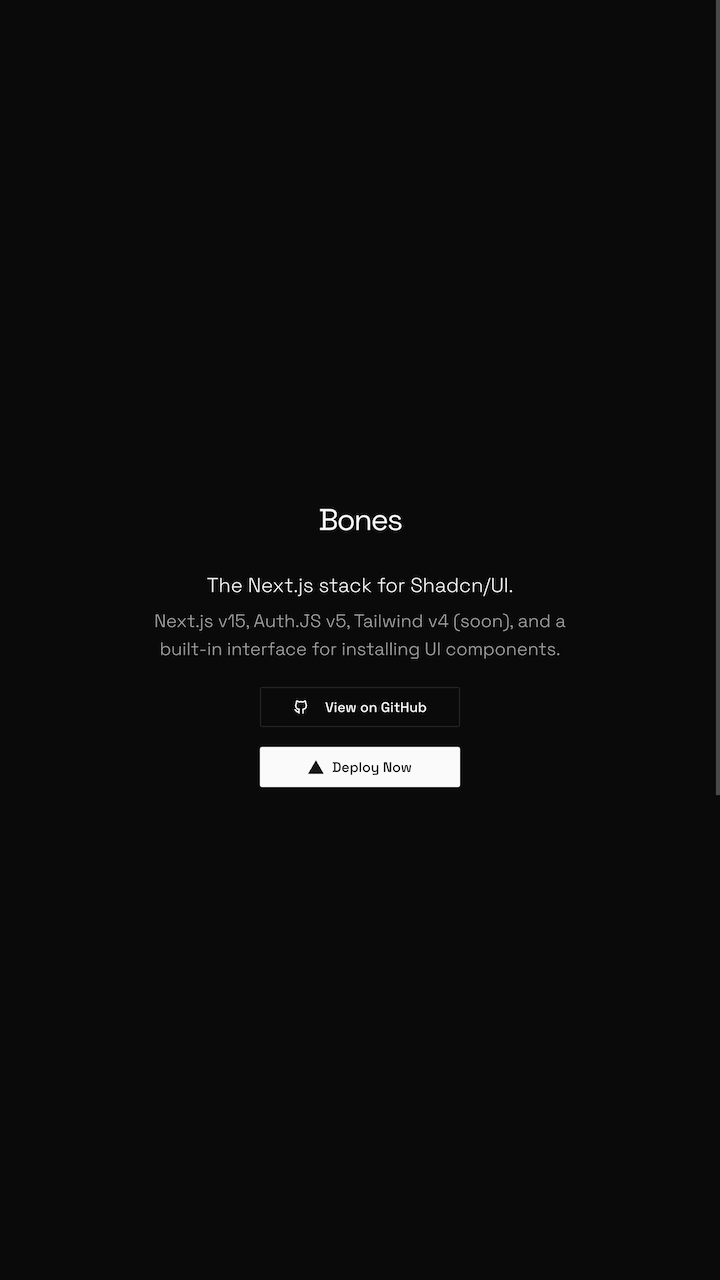 Bones
The Next.js stack for Shadcn/UI.
Next.js v15, Auth.JS v5, Tailwind v4 (soon), and a
built-in interface for installing UI components.
View on GitHub
Deploy Now